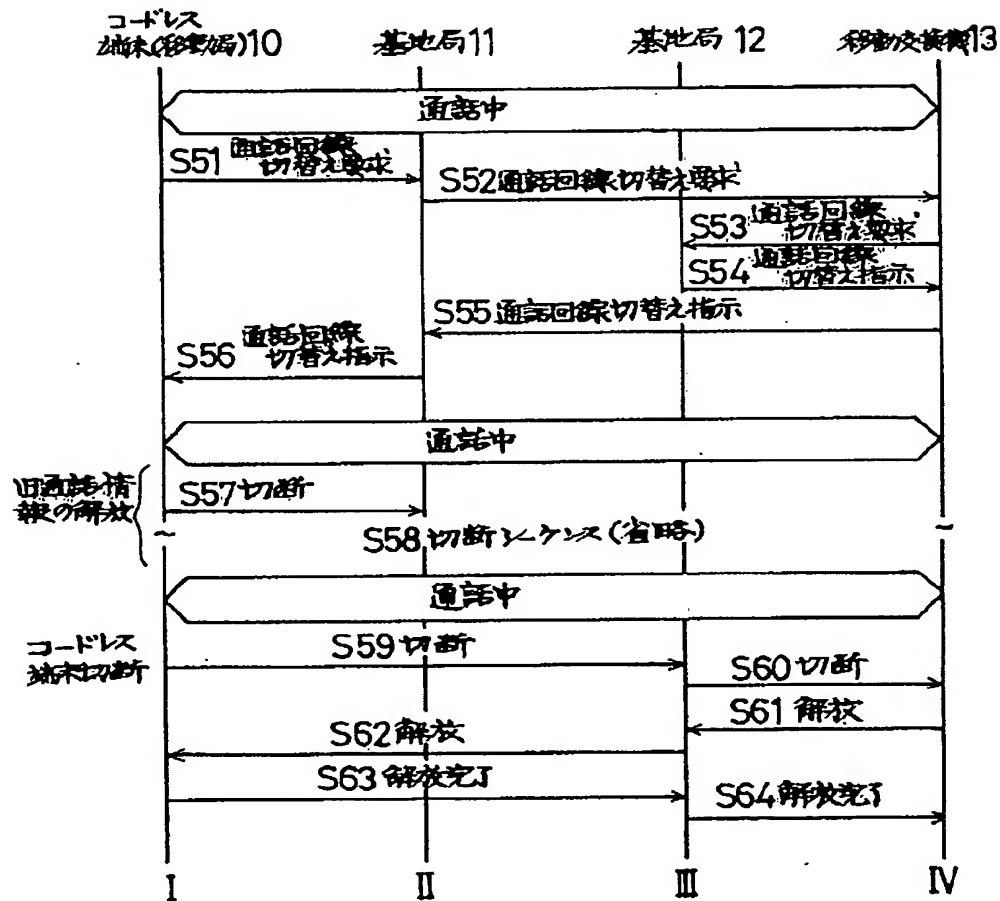 コードレス
端末(移動局)10
基地局11
基地局12
移動交換機13
通話中
S51 通話回線
切替え要求
S52 通話回線切替え要求
S53 通話回線
切替え要求
S54 通話回線
切替え指示
S55 通話回線切替え指示
S56 通話回線
切替え指示
通話中
旧通話情
報の解放
S57 切断
S58 切断シーケンス(省略)
通話中
コードレス
端末切断
S59 切断
S60 切断
S61 解放
S62 解放
S63 解放完了
S64 解放完了
I
II
III
IV